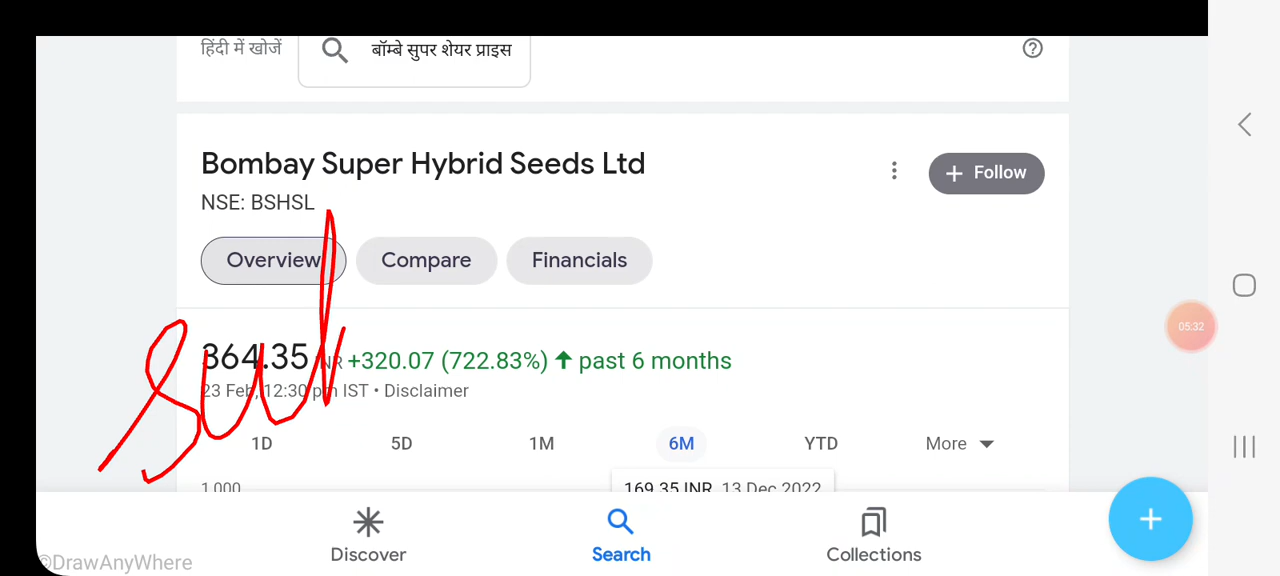 हिंदी में खोजें
बॉम्बे सुपर शेयर प्राइस
Bombay Super Hybrid Seeds Ltd
Follow
NSE: BSHSL
Overview
Compare
Financials
364.35 INR +320.07 (722.83%) past 6 months
23 Feb, 12:30 pm IST • Disclaimer
05:32
1D 5D 1M 6M YTD More
1,000
169.35 INR 13 Dec 2022
Discover
Search
Collections
©DrawAnyWhere